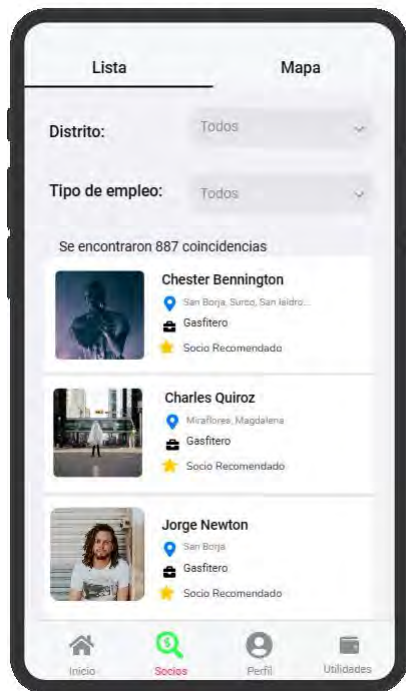 Lista Mapa
Distrito: Todos
Tipo de empleo: Todos
Se encontraron 887 coincidencias
Chester Bennington
San Borja, Surco, San Isidro...
Gasfitero
Socio Recomendado
Charles Quiroz
Miraflores, Magdalena
Gasfitero
Socio Recomendado
Jorge Newton
San Borja
Gasfitero
Socio Recomendado
Inicio Socios Perfil Utilidades